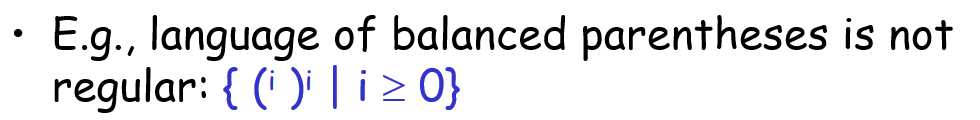 • E.g., language of balanced parentheses is not
regular: { (ⁱ )ⁱ | i ≥ 0}